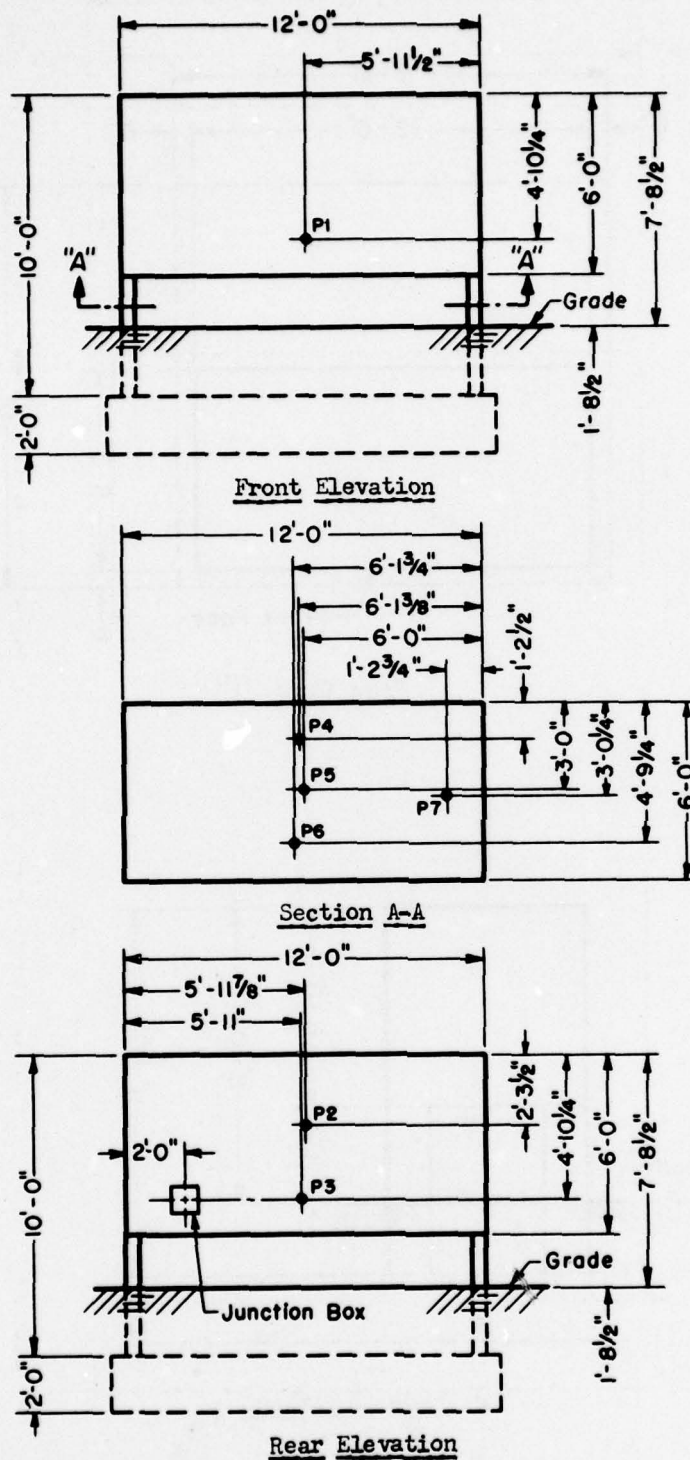 12'-0"
5'-11½"
10'-0"
4'-10¼"
6'-0"
7'-8½"
P1
"A"
"A"
Grade
2'-0"
1'-8½"
Front Elevation
12'-0"
6'-1¾"
6'-1⅜"
6'-0"
1'-2¾"
1'-2½"
P4
P5
P7
P6
3'-0"
3'-0¼"
4'-9¼"
6'-0"
Section A-A
12'-0"
5'-11⅞"
5'-11"
2'-3½"
4'-10¼"
6'-0"
7'-8½"
P2
2'-0"
P3
10'-0"
Grade
Junction Box
2'-0"
1'-8½"
Rear Elevation